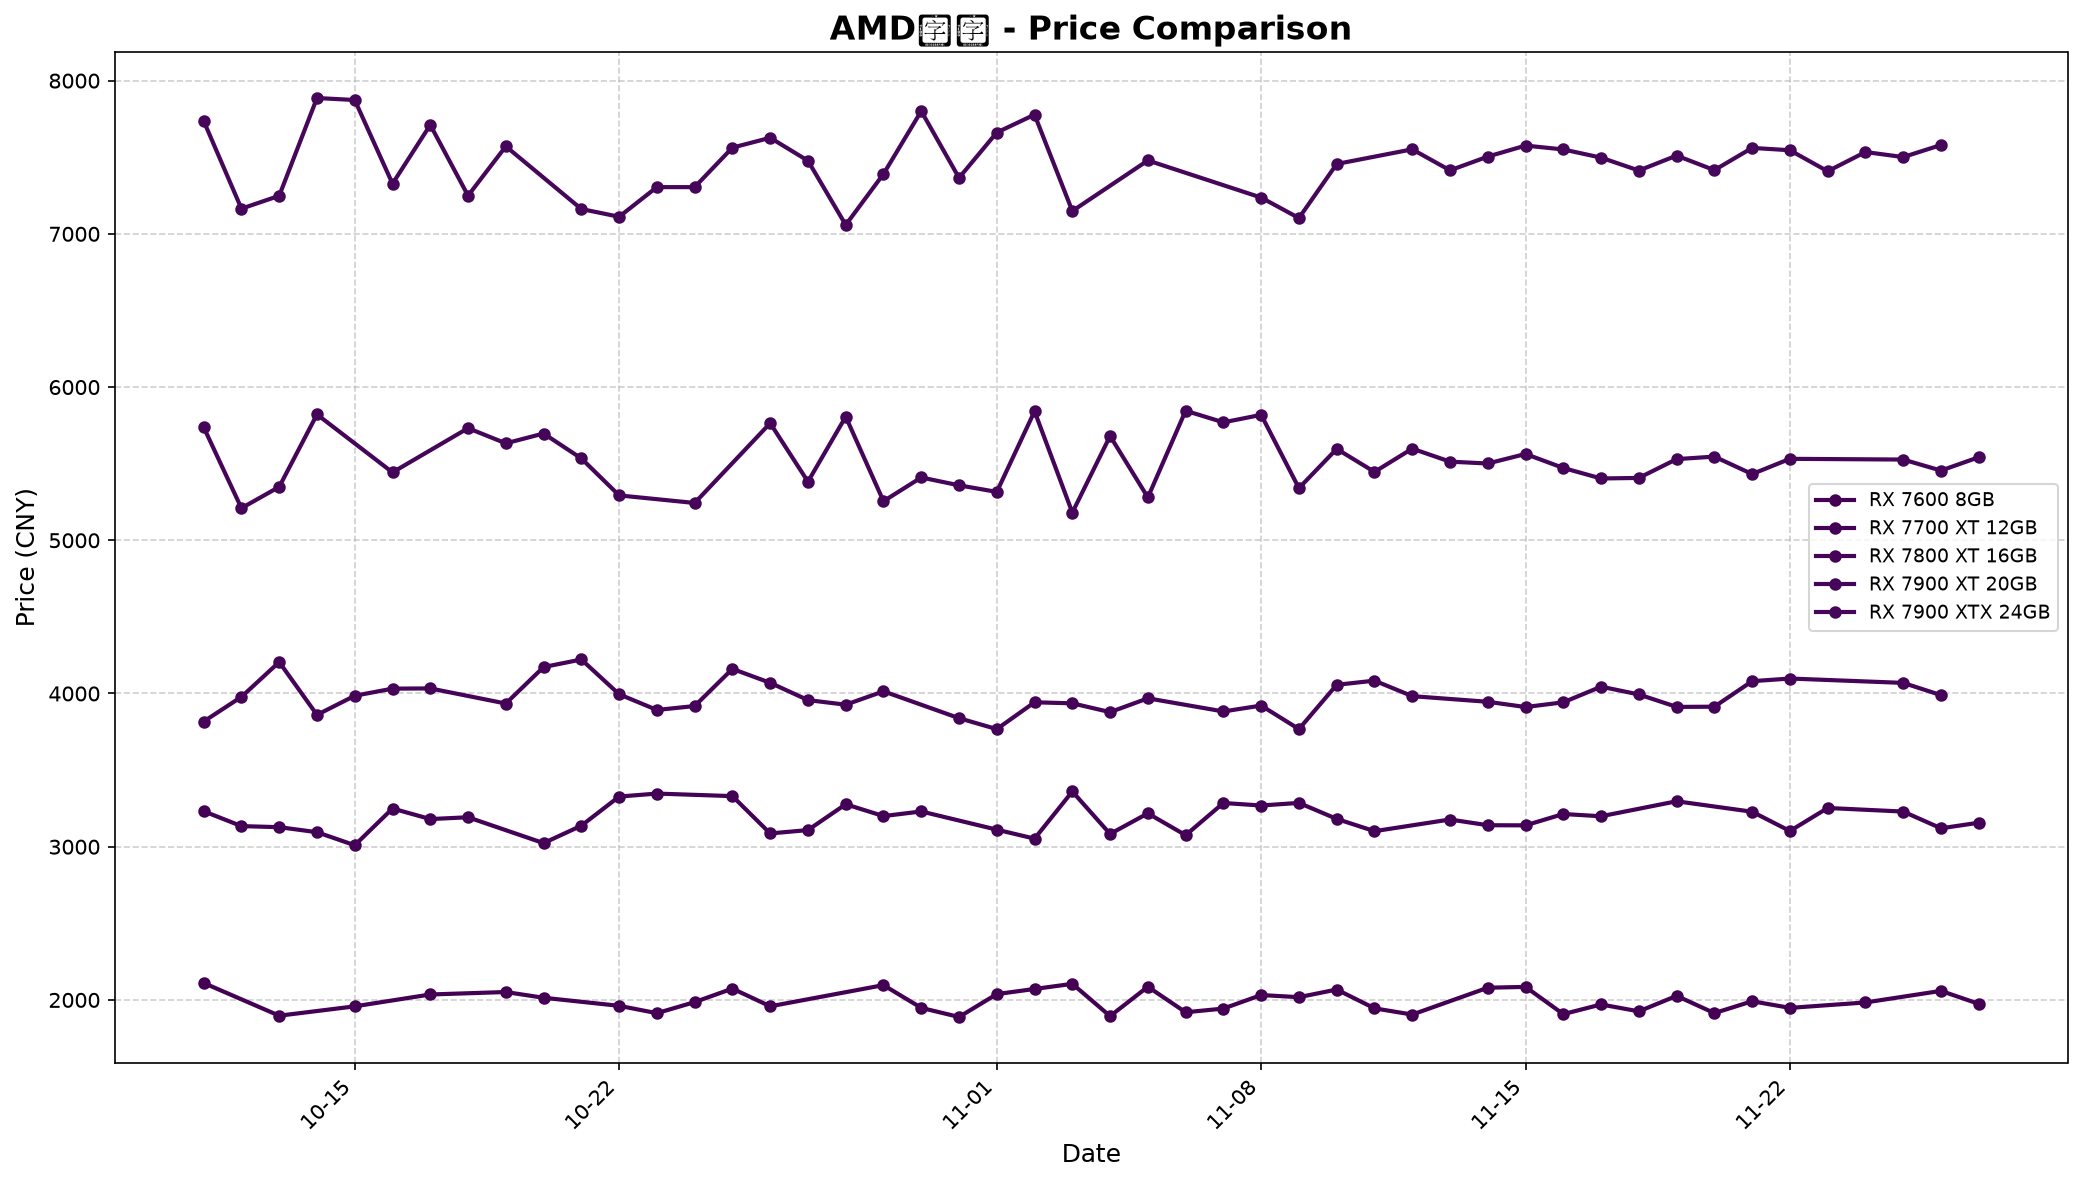 AMD - Price Comparison
8000
7000
6000
5000
4000
3000
2000
Price (CNY)
RX 7600 8GB
RX 7700 XT 12GB
RX 7800 XT 16GB
RX 7900 XT 20GB
RX 7900 XTX 24GB
10-15
10-22
11-01
11-08
11-15
11-22
Date